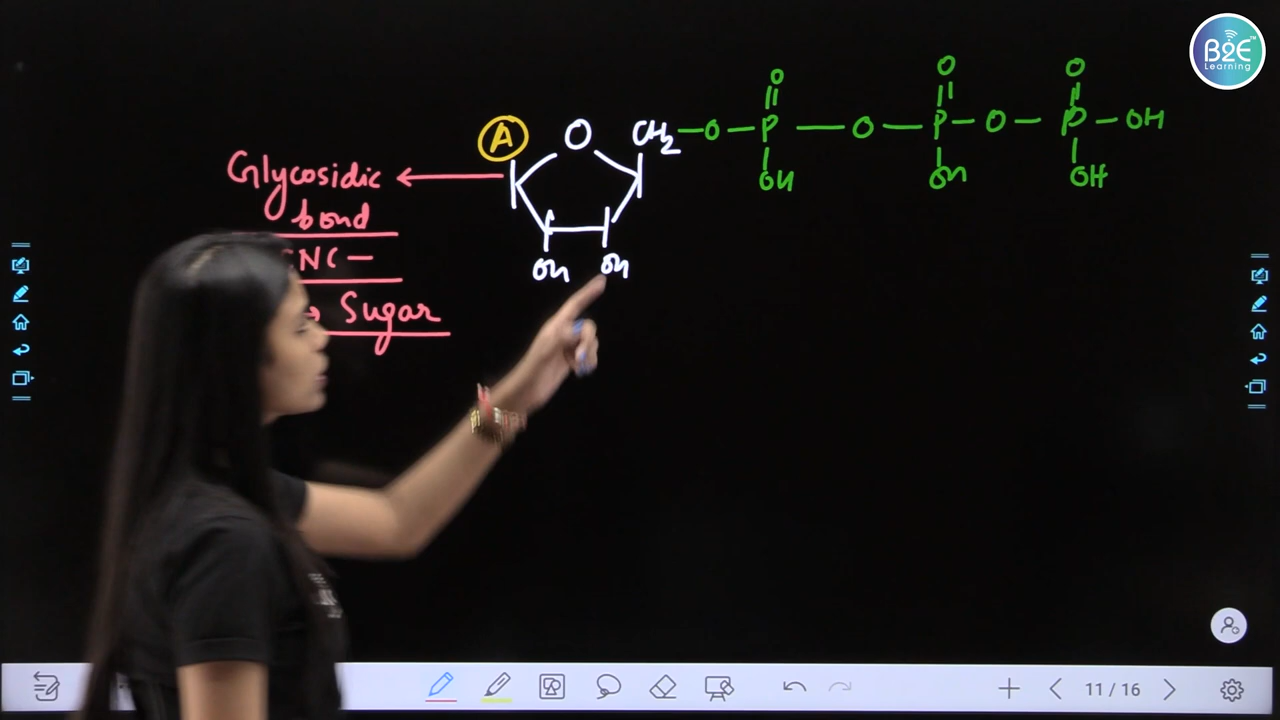 B2E
Learning
O O O
A O CH2 — O — P — O — P — O — P — OH
OH OH OH
Glycosidic
bond
NC —
Sugar
OH OH
11 / 16